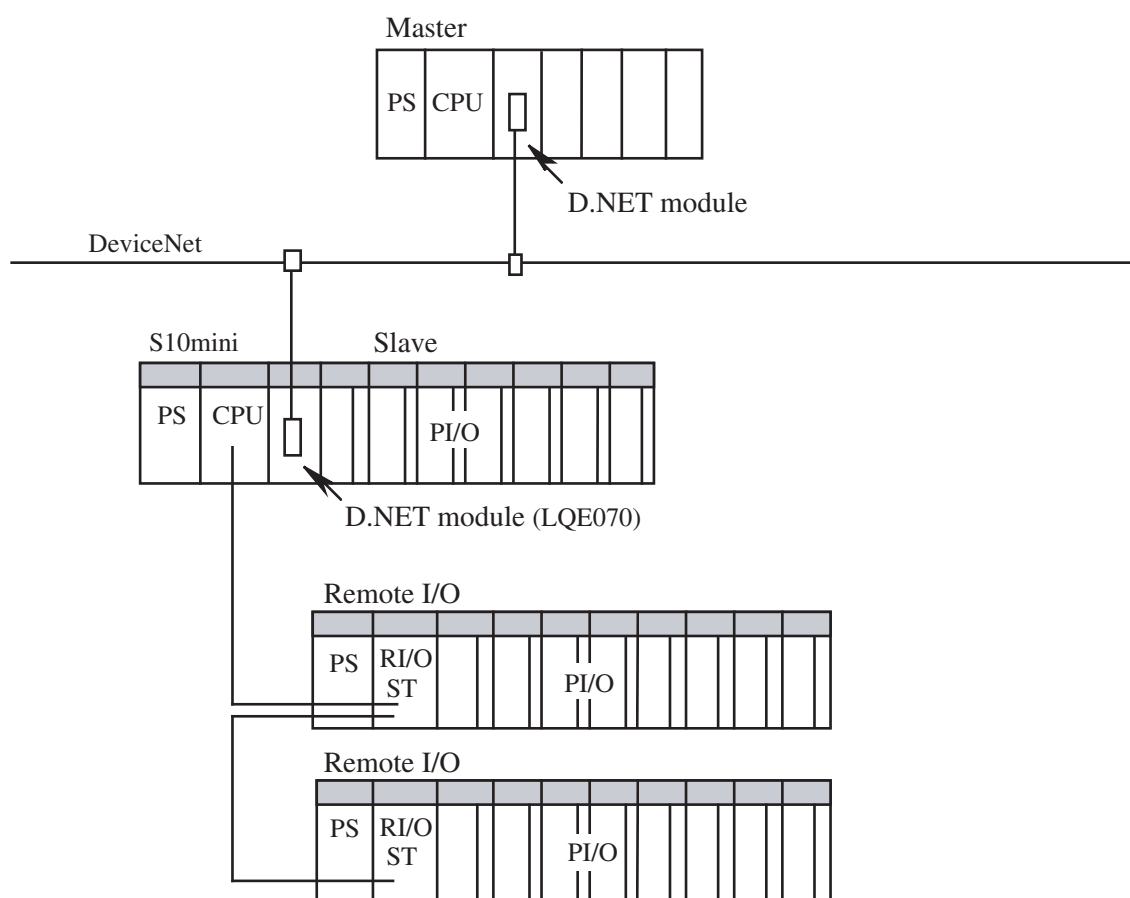 Master
PS CPU
D.NET module
DeviceNet
S10mini Slave
PS CPU PI/O
D.NET module (LQE070)
Remote I/O
PS RI/O
ST
PI/O
Remote I/O
PS RI/O
ST
PI/O